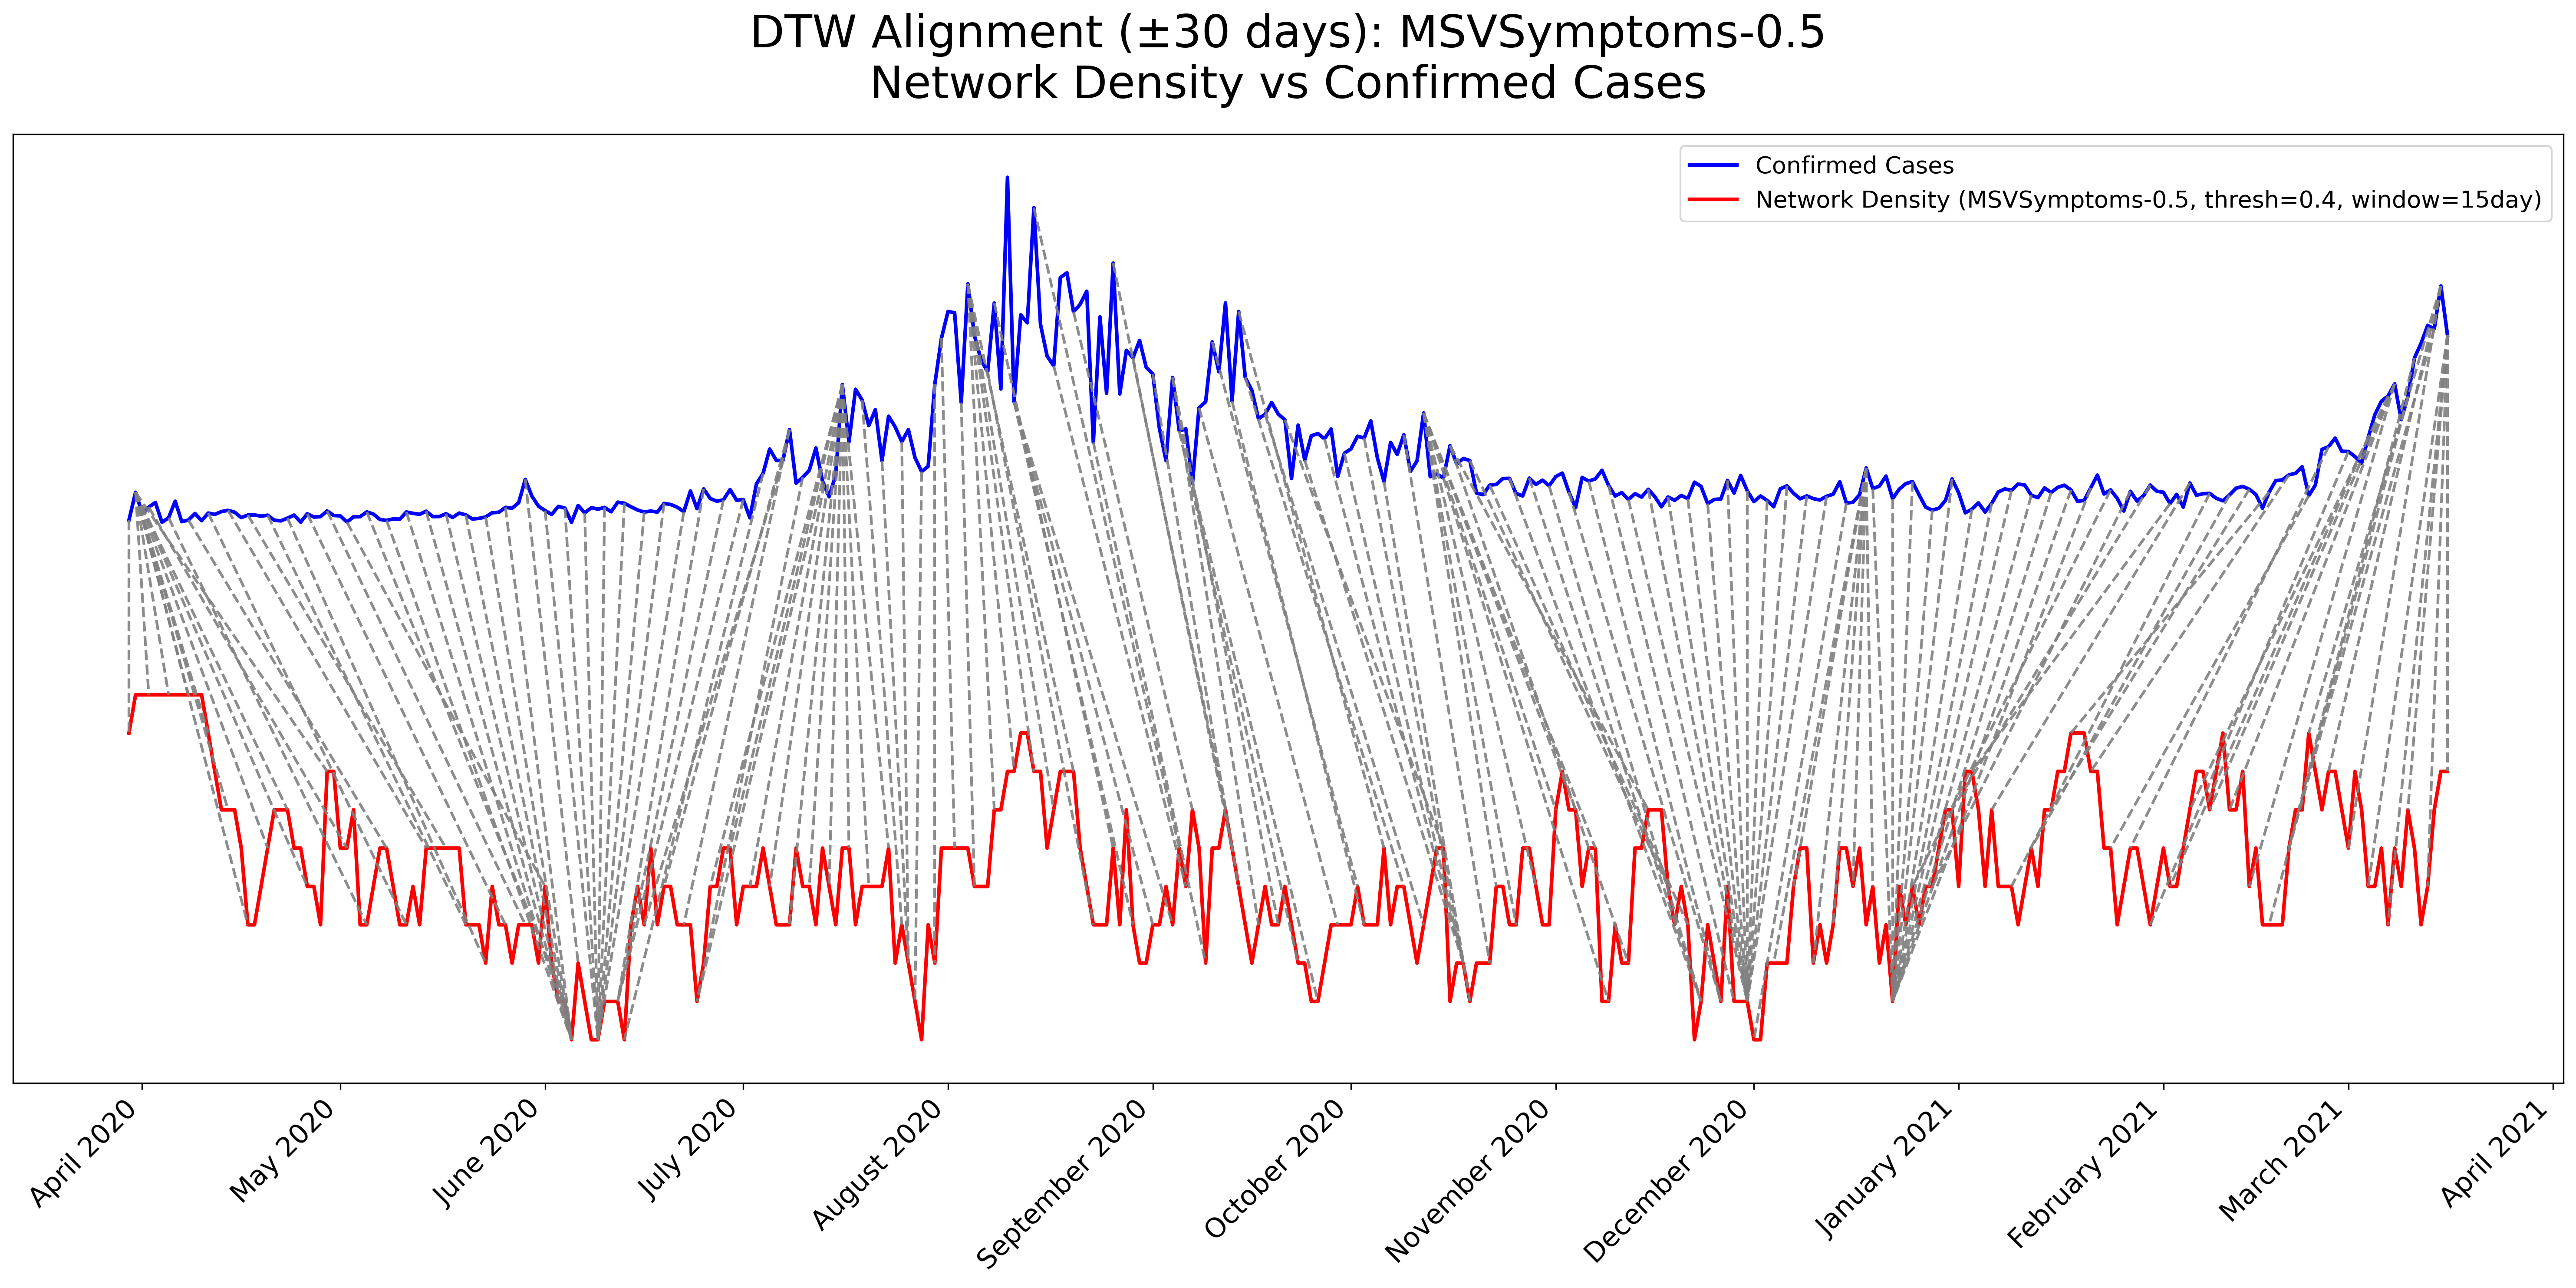 DTW Alignment (±30 days): MSVSymptoms-0.5
Network Density vs Confirmed Cases
Confirmed Cases
Network Density (MSVSymptoms-0.5, thresh=0.4, window=15day)
April 2020
May 2020
June 2020
July 2020
August 2020
September 2020
October 2020
November 2020
December 2020
January 2021
February 2021
March 2021
April 2021